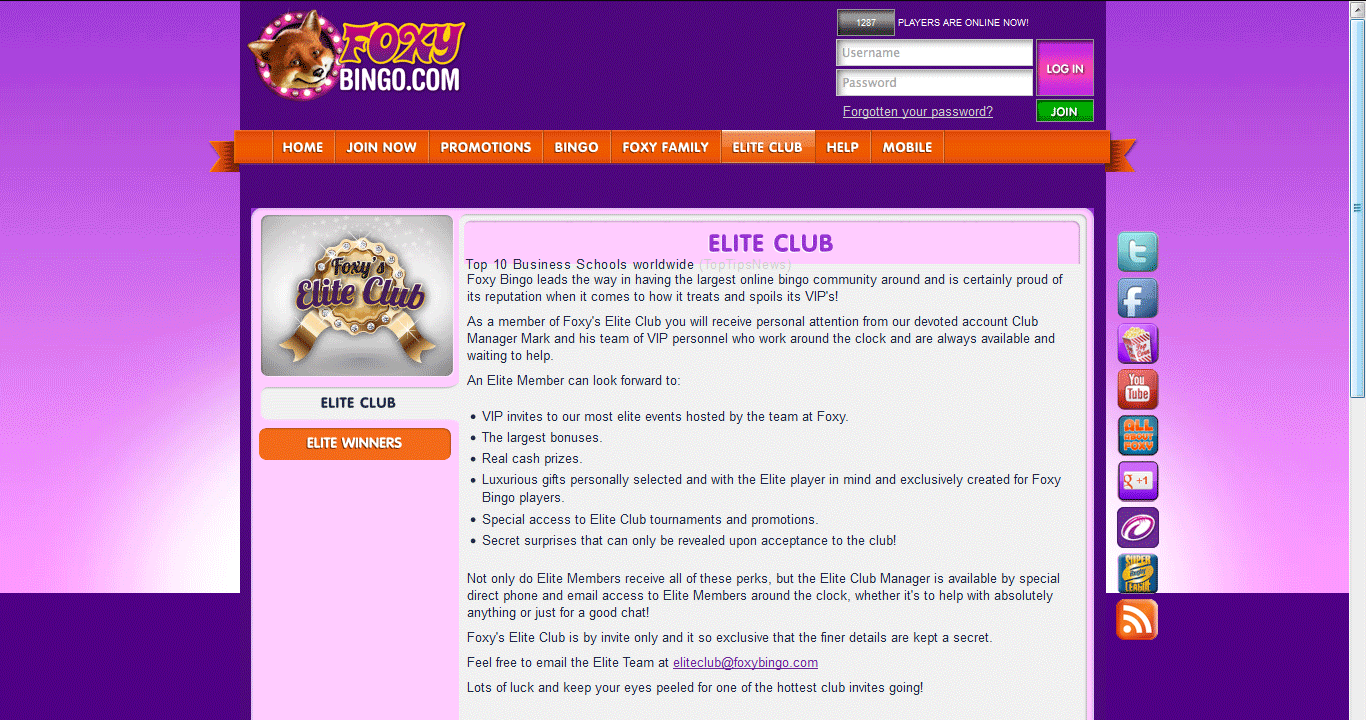 FOXY
BINGO.COM
1287 PLAYERS ARE ONLINE NOW!
Username
Password
LOG IN
Forgotten your password?
JOIN
HOME
JOIN NOW
PROMOTIONS
BINGO
FOXY FAMILY
ELITE CLUB
HELP
MOBILE
Foxy's
Elite Club
ELITE CLUB
ELITE WINNERS
ELITE CLUB
Top 10 Business Schools worldwide (TopTipsNews)
Foxy Bingo leads the way in having the largest online bingo community around and is certainly proud of
its reputation when it comes to how it treats and spoils its VIP's!
As a member of Foxy's Elite Club you will receive personal attention from our devoted account Club
Manager Mark and his team of VIP personnel who work around the clock and are always available and
waiting to help.
An Elite Member can look forward to:
• VIP invites to our most elite events hosted by the team at Foxy.
• The largest bonuses.
• Real cash prizes.
• Luxurious gifts personally selected and with the Elite player in mind and exclusively created for Foxy
Bingo players.
• Special access to Elite Club tournaments and promotions.
• Secret surprises that can only be revealed upon acceptance to the club!
Not only do Elite Members receive all of these perks, but the Elite Club Manager is available by special
direct phone and email access to Elite Members around the clock, whether it's to help with absolutely
anything or just for a good chat!
Foxy's Elite Club is by invite only and it so exclusive that the finer details are kept a secret.
Feel free to email the Elite Team at eliteclub@foxybingo.com
Lots of luck and keep your eyes peeled for one of the hottest club invites going!
t
f
You
Tube
ALL
ABOUT
FOXY
g +1
SUPER
LEAGUE